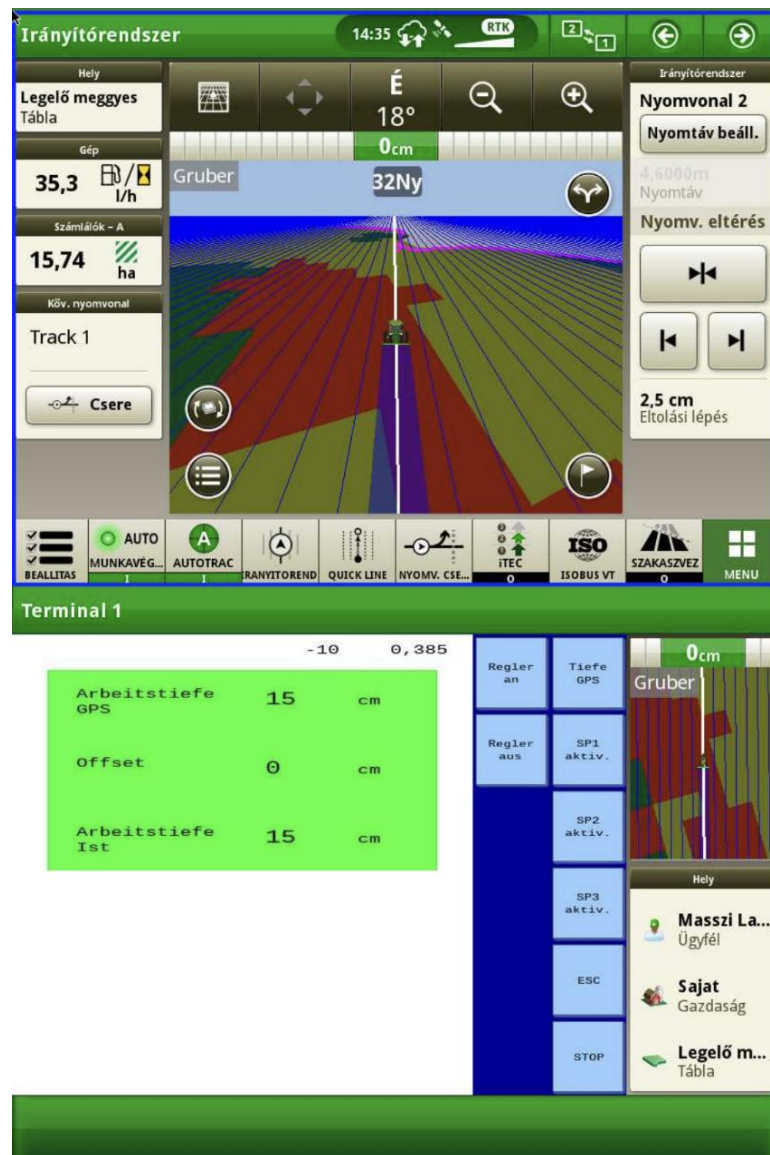 Irányítórendszer
14:35
RTK
2
1
Hely
Legelő meggyes
Tábla
Gép
35,3
l/h
Számlálók – A
15,74
ha
Köv. nyomvonal
Track 1
Csere
É
18°
0cm
Gruber
32Ny
Irányítórendszer
Nyomvonal 2
Nyomtáv beáll.
4,6000m
Nyomtáv
Nyomv. eltérés
2,5 cm
Eltolási lépés
BEALLITAS
AUTO
MUNKAVÉG...
I
A
AUTOTRAC
I
IRANYITOREND
QUICK LINE
NYOMV. CSE...
iTEC
0
ISO
ISOBUS VT
SZAKASZVEZ
0
MENU
Terminal 1
-10 0,385
Arbeitstiefe 15 cm
GPS
Offset 0 cm
Arbeitstiefe 15 cm
Ist
Regler
an
Tiefe
GPS
Regler
aus
SP1
aktiv.
SP2
aktiv.
SP3
aktiv.
ESC
STOP
0cm
Gruber
Hely
Masszi La...
Ügyfél
Sajat
Gazdaság
Legelő m...
Tábla